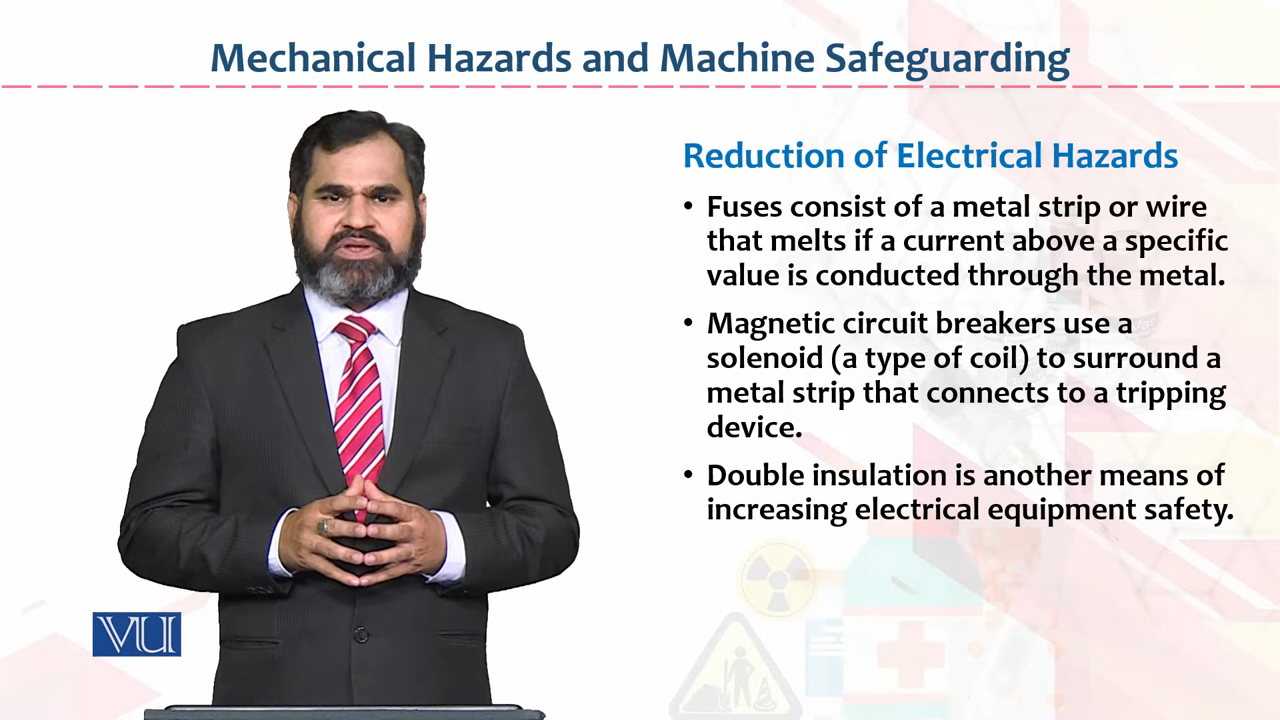 Mechanical Hazards and Machine Safeguarding
Reduction of Electrical Hazards
• Fuses consist of a metal strip or wire
that melts if a current above a specific
value is conducted through the metal.
• Magnetic circuit breakers use a
solenoid (a type of coil) to surround a
metal strip that connects to a tripping
device.
• Double insulation is another means of
increasing electrical equipment safety.
VU